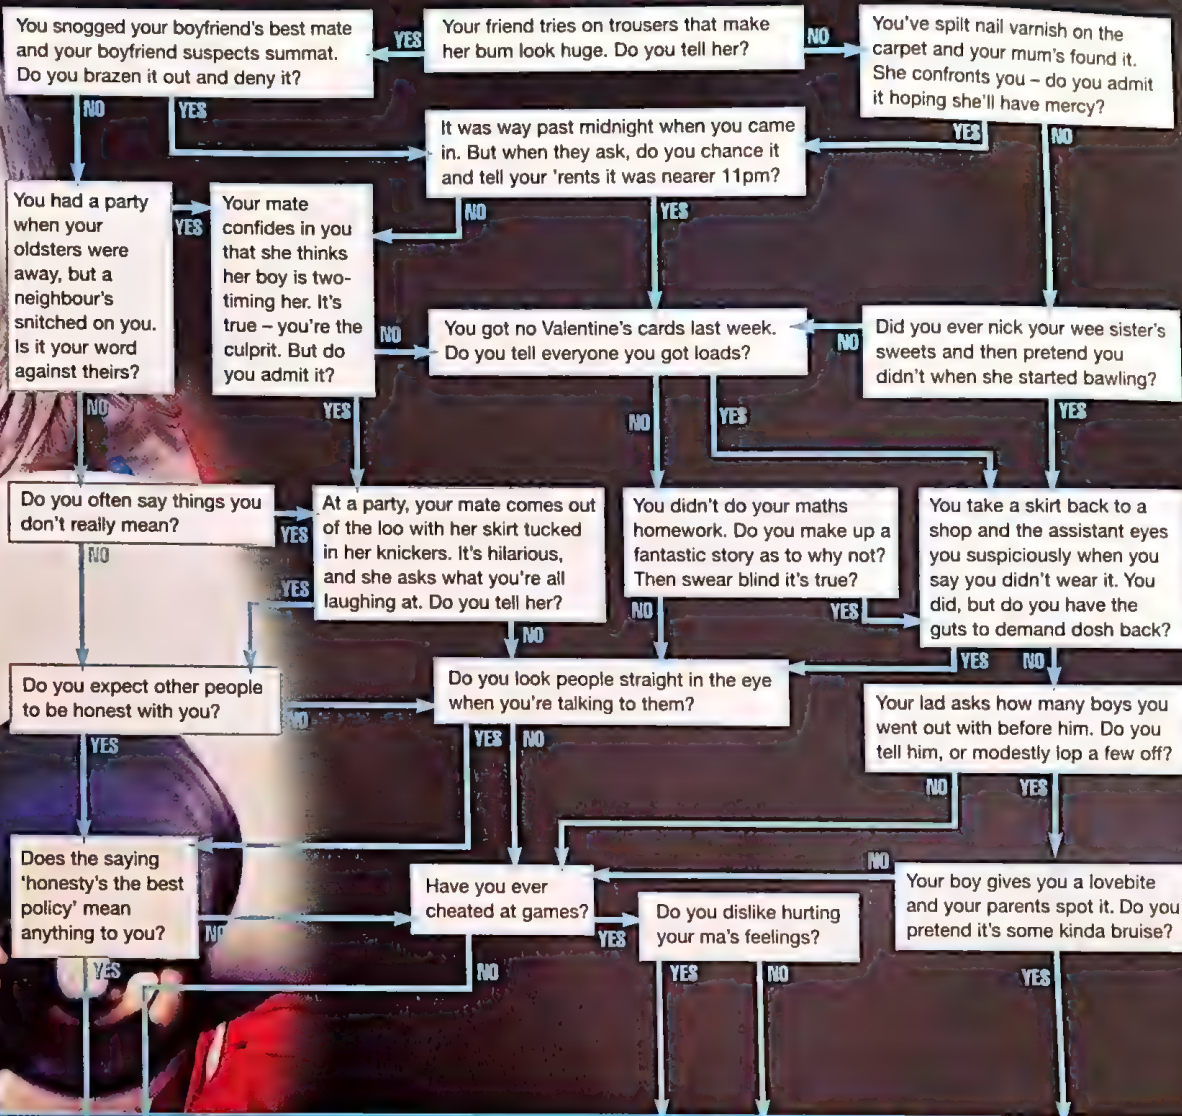 You snogged your boyfriend's best mate
and your boyfriend suspects summat.
Do you brazen it out and deny it?
YES
Your friend tries on trousers that make
her bum look huge. Do you tell her?
NO
You've spilt nail varnish on the
carpet and your mum's found it.
She confronts you – do you admit
it hoping she'll have mercy?
NO
YES
It was way past midnight when you came
in. But when they ask, do you chance it
and tell your 'rents it was nearer 11pm?
YES
NO
You had a party
when your
oldsters were
away, but a
neighbour's
snitched on you.
Is it your word
against theirs?
YES
Your mate
confides in you
that she thinks
her boy is two-
timing her. It's
true – you're the
culprit. But do
you admit it?
NO
YES
NO
You got no Valentine's cards last week.
Do you tell everyone you got loads?
NO
Did you ever nick your wee sister's
sweets and then pretend you
didn't when she started bawling?
NO
YES
NO
YES
YES
Do you often say things you
don't really mean?
YES
NO
At a party, your mate comes out
of the loo with her skirt tucked
in her knickers. It's hilarious,
and she asks what you're all
laughing at. Do you tell her?
YES
NO
You didn't do your maths
homework. Do you make up a
fantastic story as to why not?
Then swear blind it's true?
NO
YES
You take a skirt back to a
shop and the assistant eyes
you suspiciously when you
say you didn't wear it. You
did, but do you have the
guts to demand dosh back?
YES
NO
Do you expect other people
to be honest with you?
NO
YES
Do you look people straight in the eye
when you're talking to them?
YES
NO
Your lad asks how many boys you
went out with before him. Do you
tell him, or modestly lop a few off?
NO
YES
Does the saying
'honesty's the best
policy' mean
anything to you?
NO
YES
Have you ever
cheated at games?
YES
NO
Do you dislike hurting
your ma's feelings?
YES
NO
NO
Your boy gives you a lovebite
and your parents spot it. Do you
pretend it's some kinda bruise?
YES